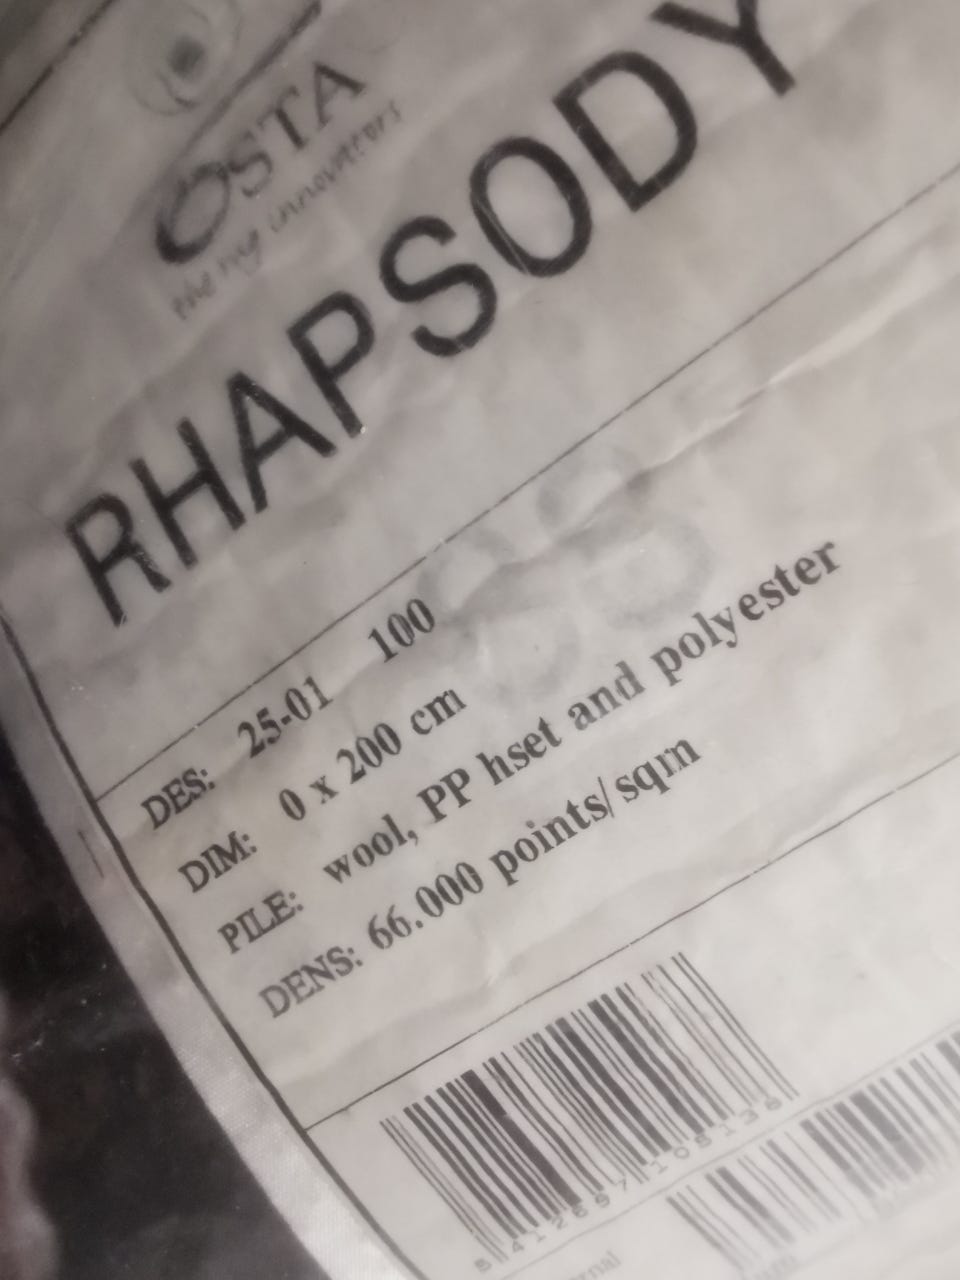 OSTA
the rug innovators
RHAPSODY
DES: 25-01 100
DIM: 0 x 200 cm
PILE: wool, PP hset and polyester
DENS: 66.000 points/sqm